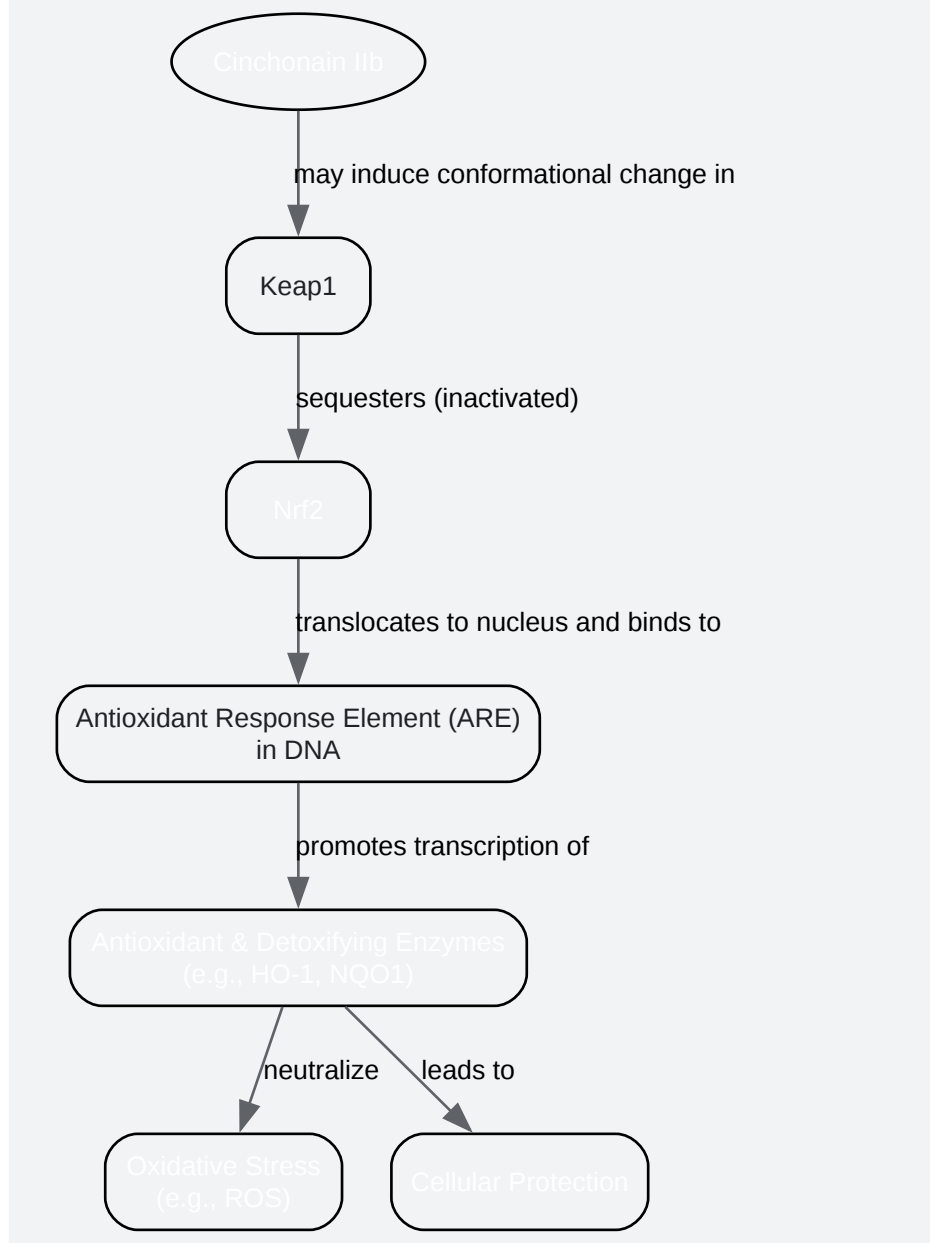 Cinchonain IIb
may induce conformational change in
Keap1
sequesters (inactivated)
Nrf2
translocates to nucleus and binds to
Antioxidant Response Element (ARE)
in DNA
promotes transcription of
Antioxidant & Detoxifying Enzymes
(e.g., HO-1, NQO1)
neutralize
leads to
Oxidative Stress
(e.g., ROS)
Cellular Protection